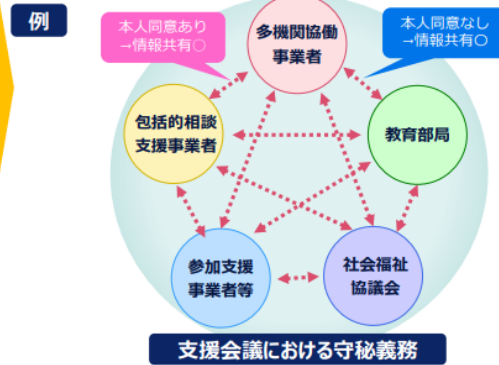 例
本人同意あり
→情報共有○
多機関協働
事業者
本人同意なし
→情報共有〇
包括的相談
支援事業者
教育部局
参加支援
事業者等
社会福祉
協議会
支援会議における守秘義務